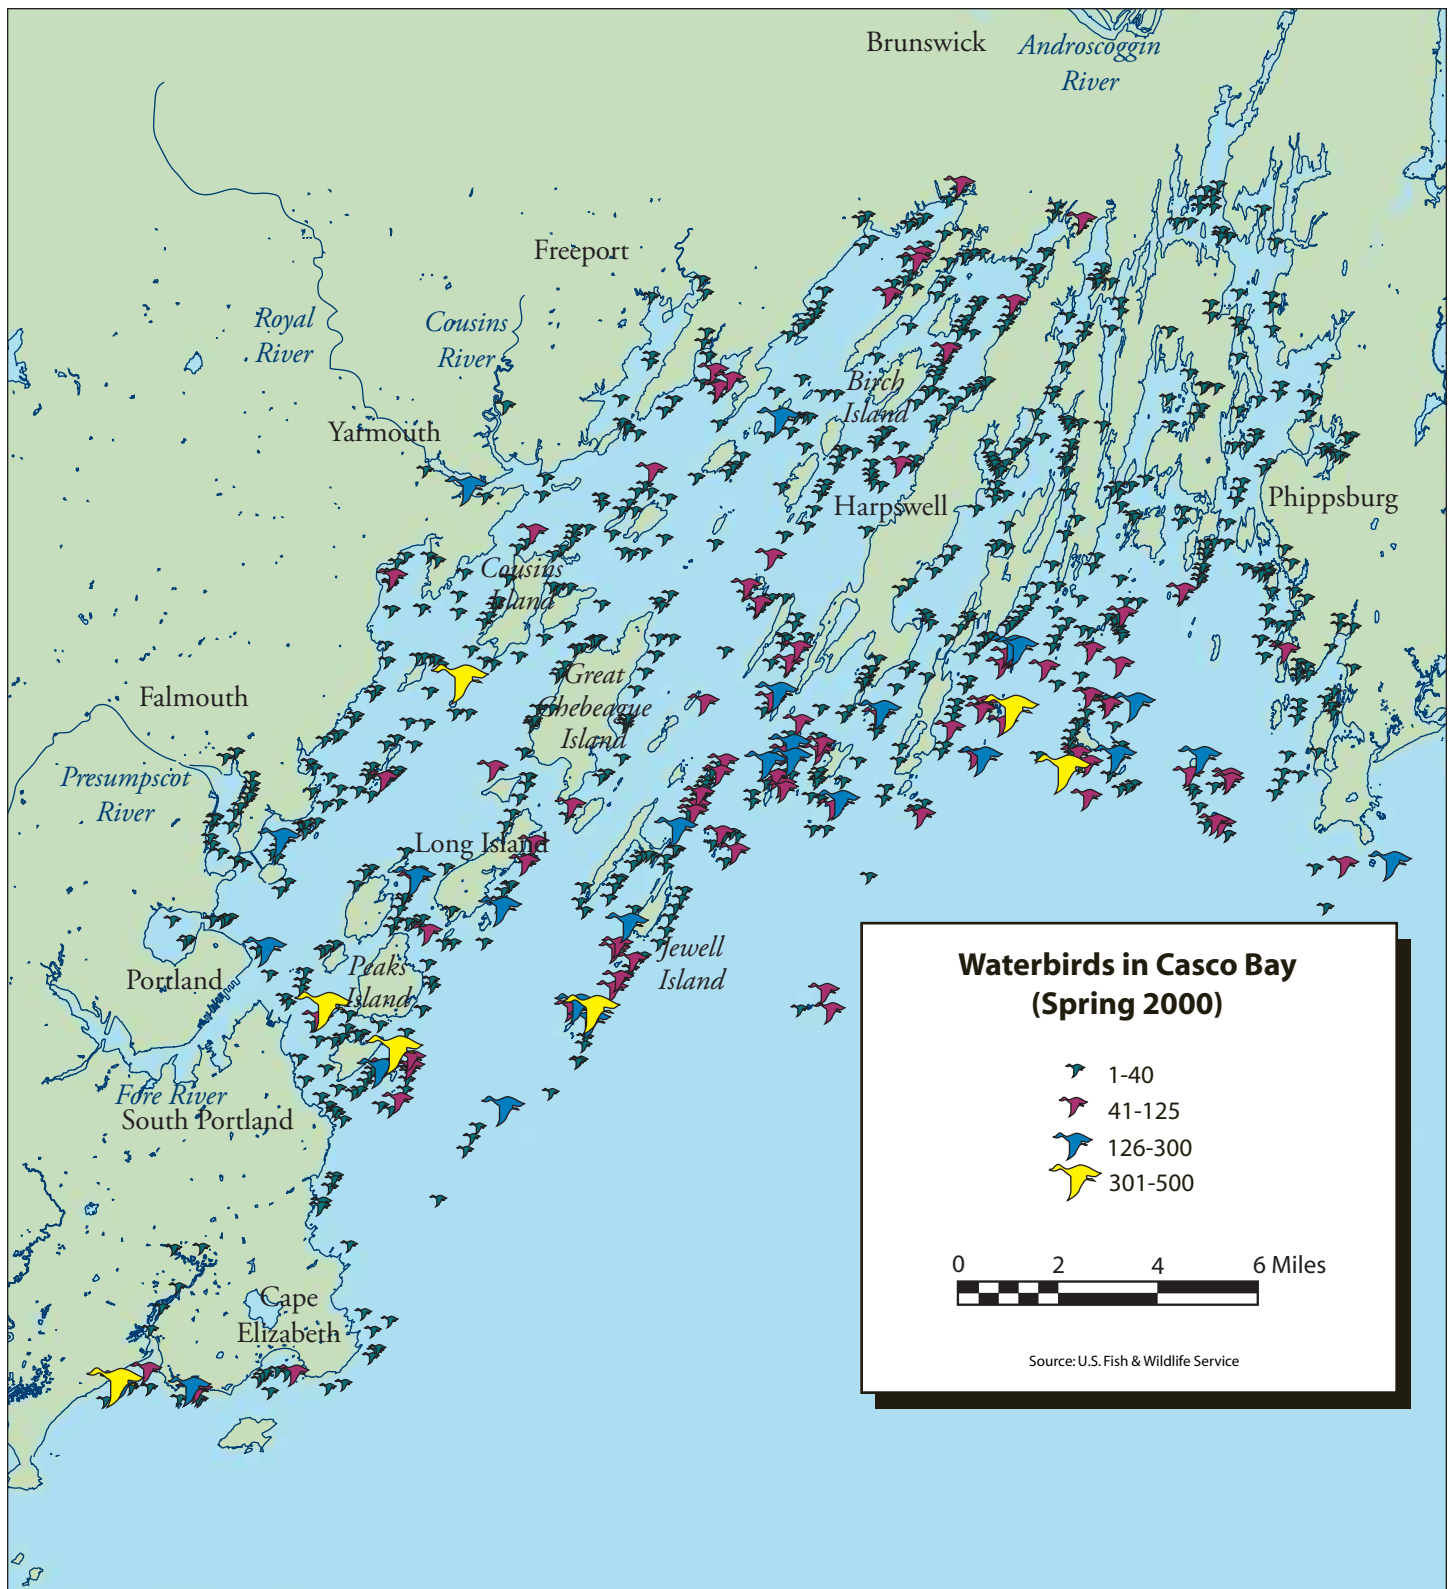 Brunswick
Androscoggin
River
Freeport
Royal
River
Cousins
River
Birch
Island
Yarmouth
Harpswell
Phippsburg
Cousins
Island
Great
Chebeague
Island
Falmouth
Presumpscot
River
Long Island
Jewell
Island
Peaks
Island
Portland
Fore River
South Portland
Cape
Elizabeth
Waterbirds in Casco Bay
(Spring 2000)
1-40
41-125
126-300
301-500
0 2 4 6 Miles
Source: U.S. Fish & Wildlife Service